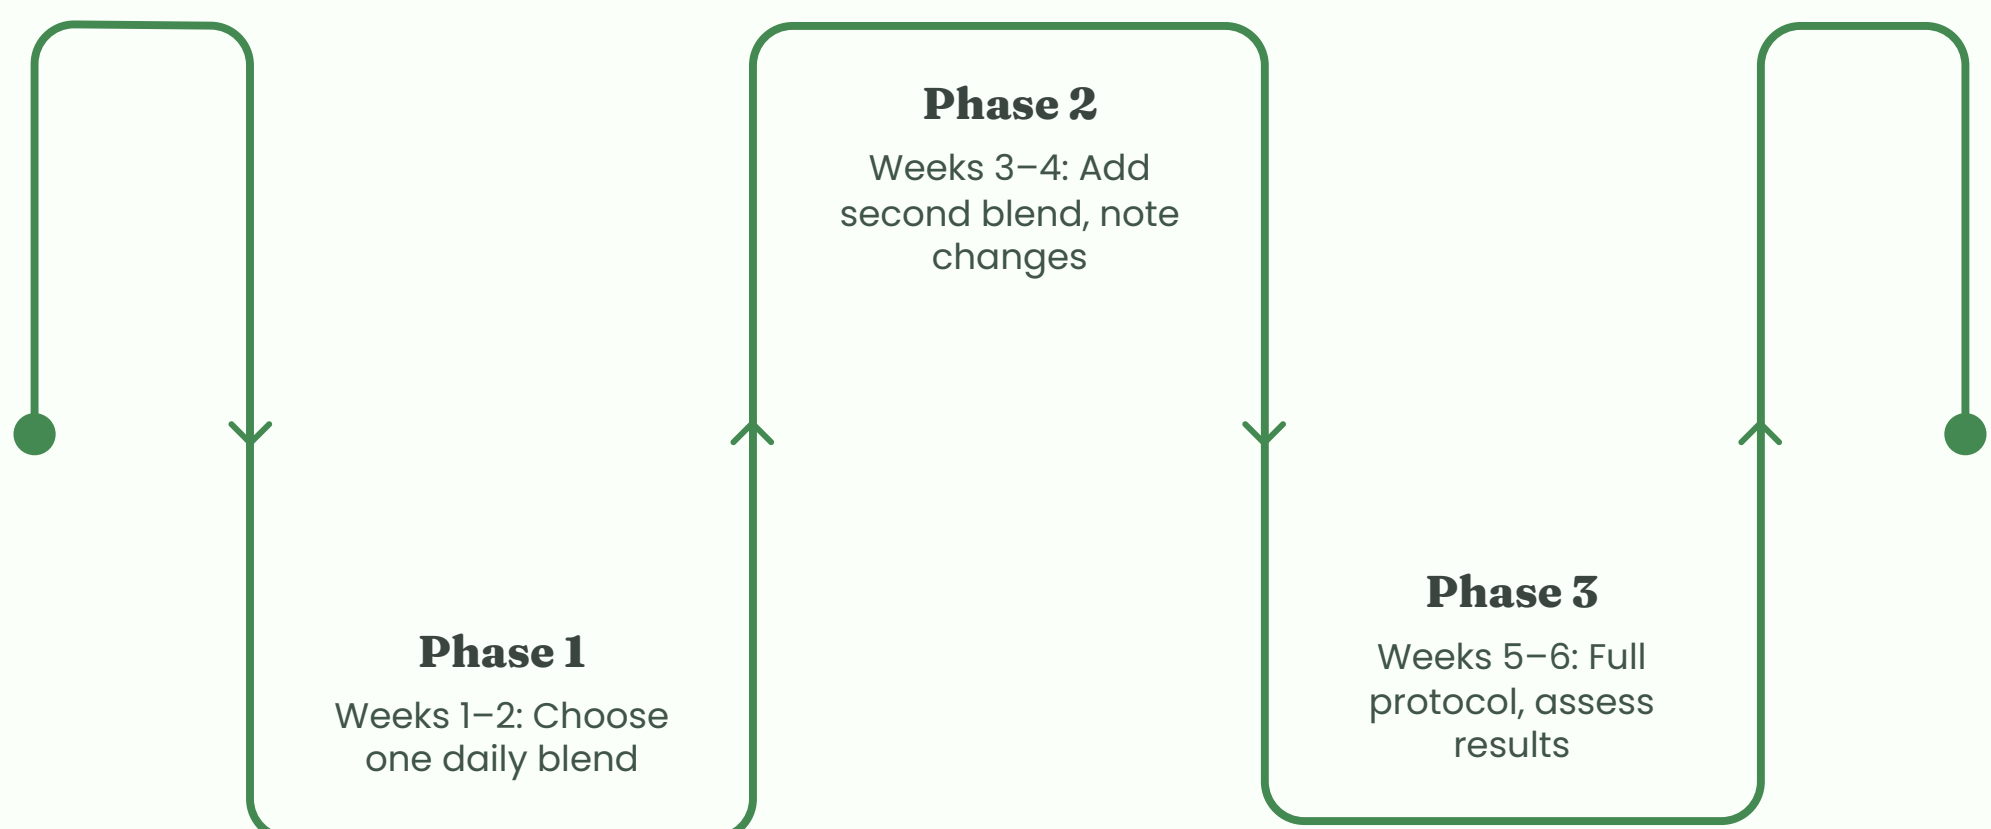 Phase 1
Weeks 1–2: Choose
one daily blend
Phase 2
Weeks 3–4: Add
second blend, note
changes
Phase 3
Weeks 5–6: Full
protocol, assess
results